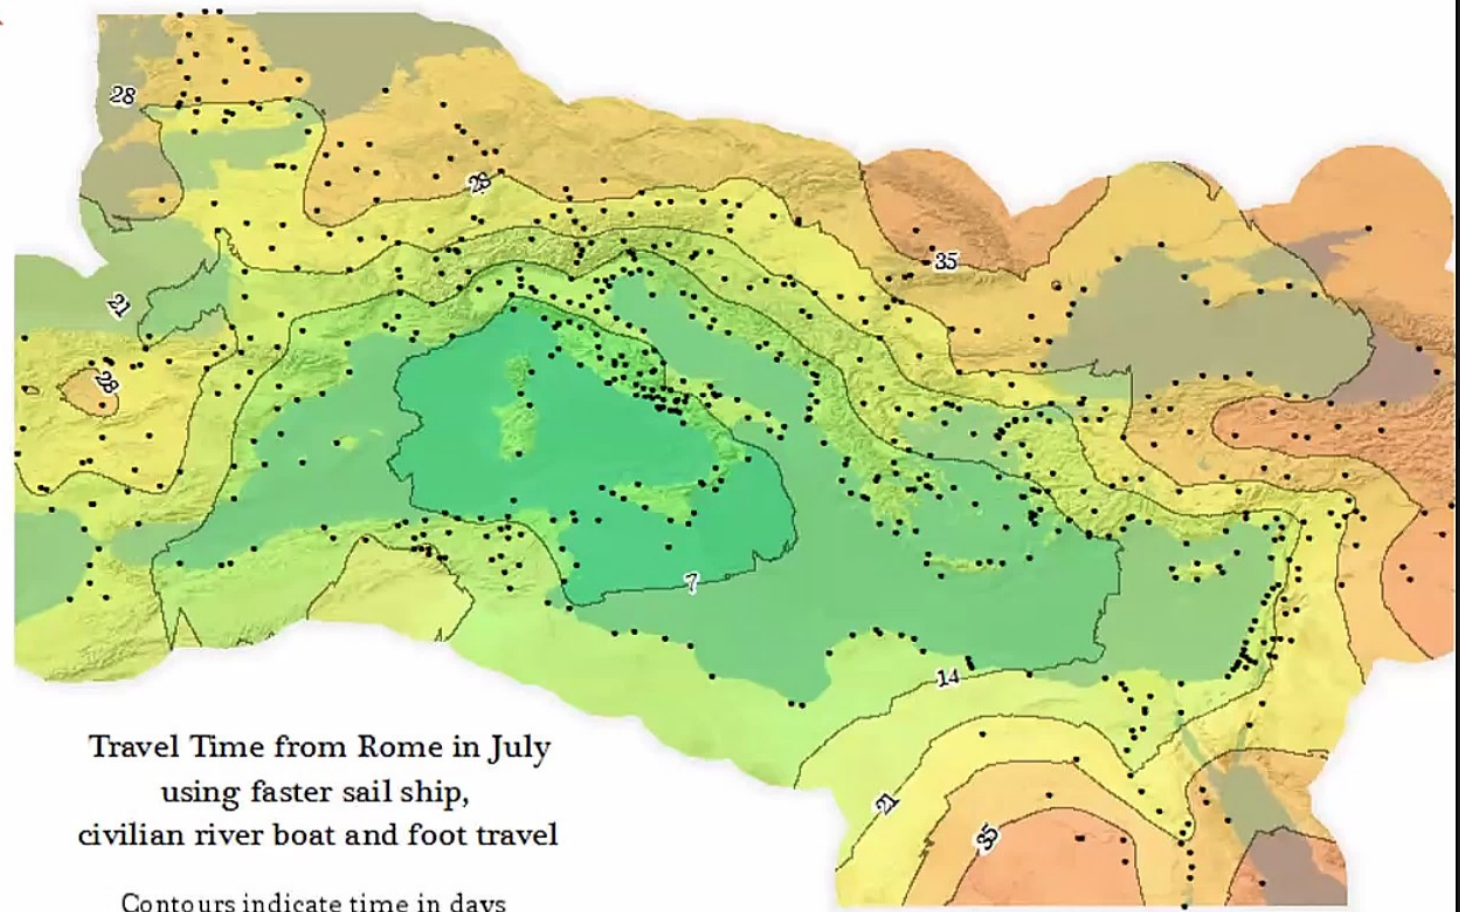 28
28
35
21
28
7
14
21
35
Travel Time from Rome in July
using faster sail ship,
civilian river boat and foot travel
Contours indicate time in days